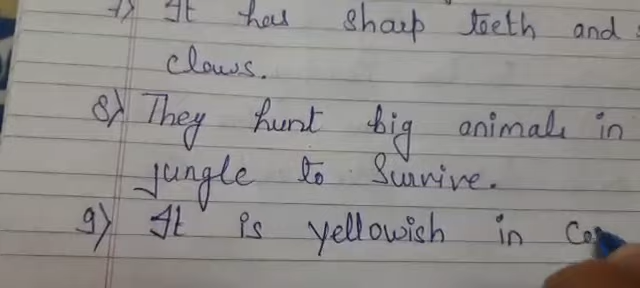 7) It has sharp teeth and
claws.
8) They hunt big animals in
jungle to survive.
9) It is yellowish in